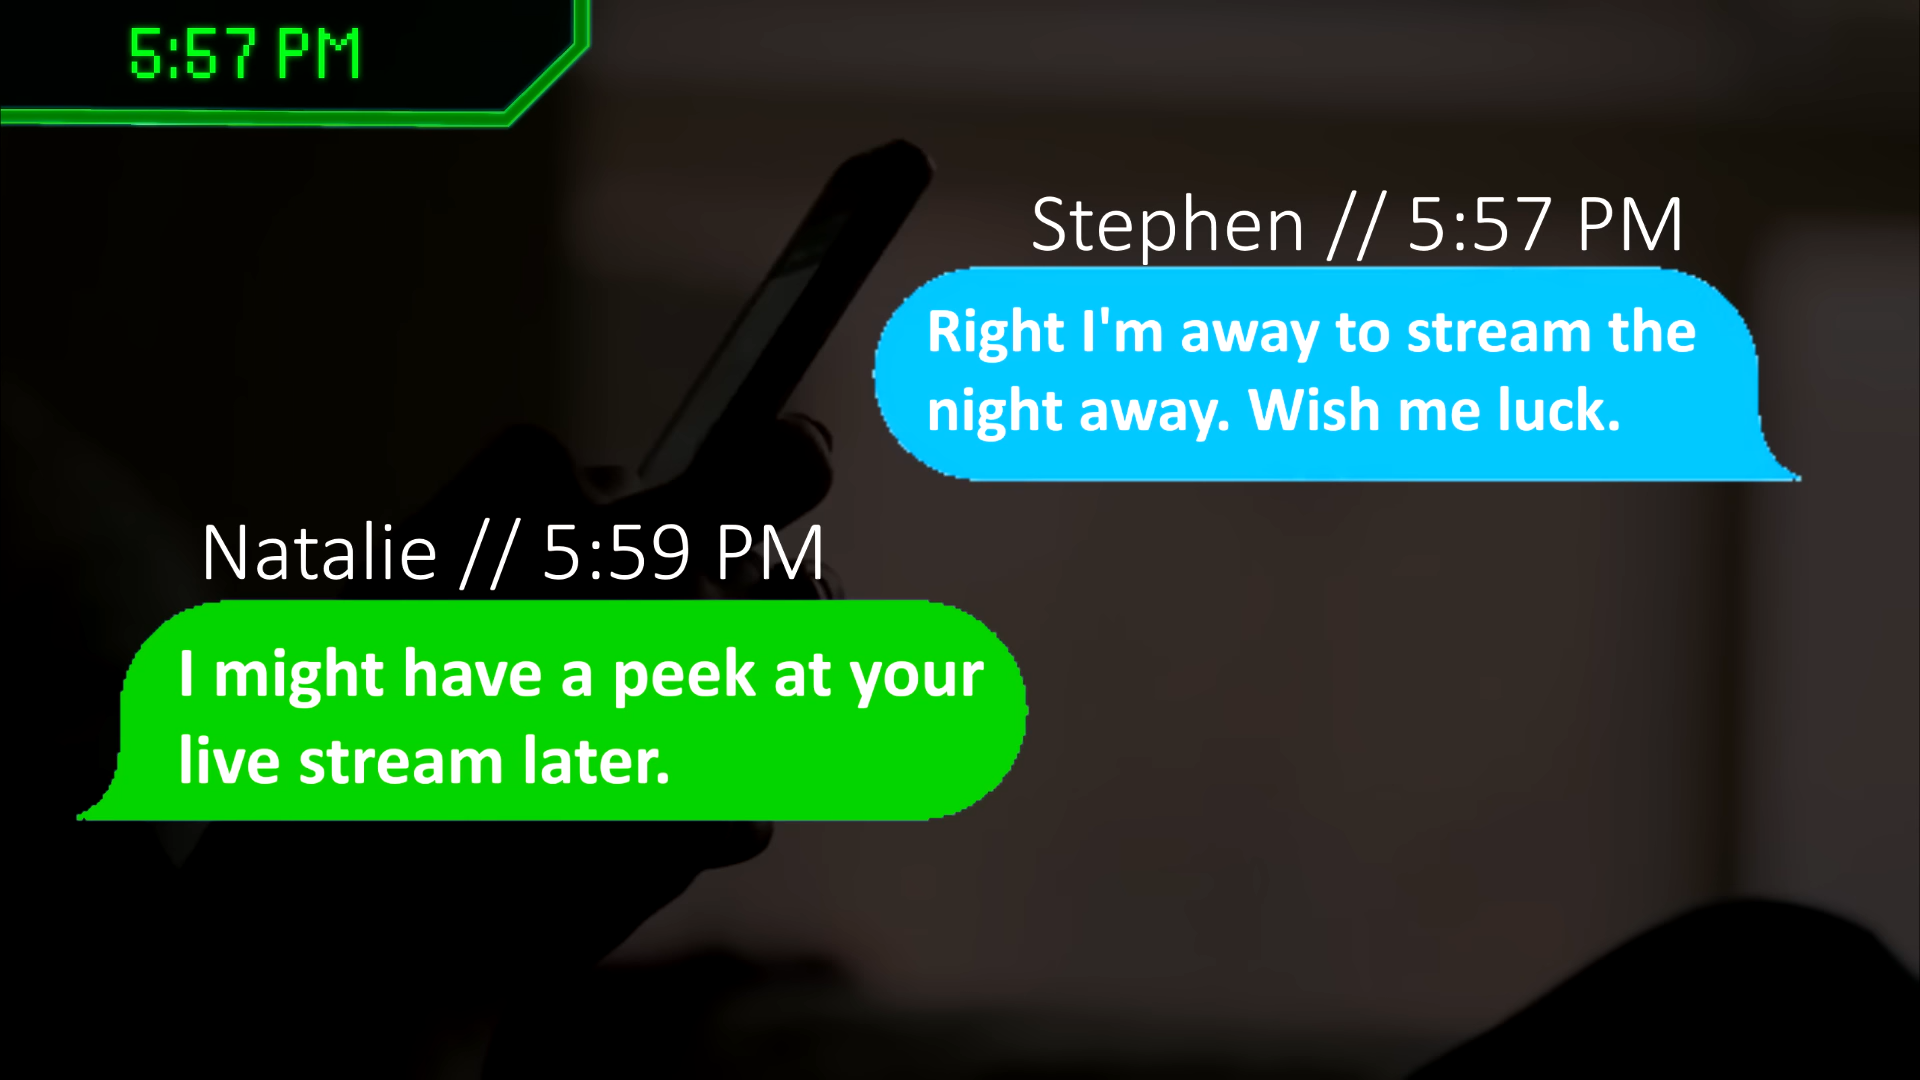 5:57 PM
Stephen // 5:57 PM
Right I'm away to stream the
night away. Wish me luck.
Natalie // 5:59 PM
I might have a peek at your
live stream later.